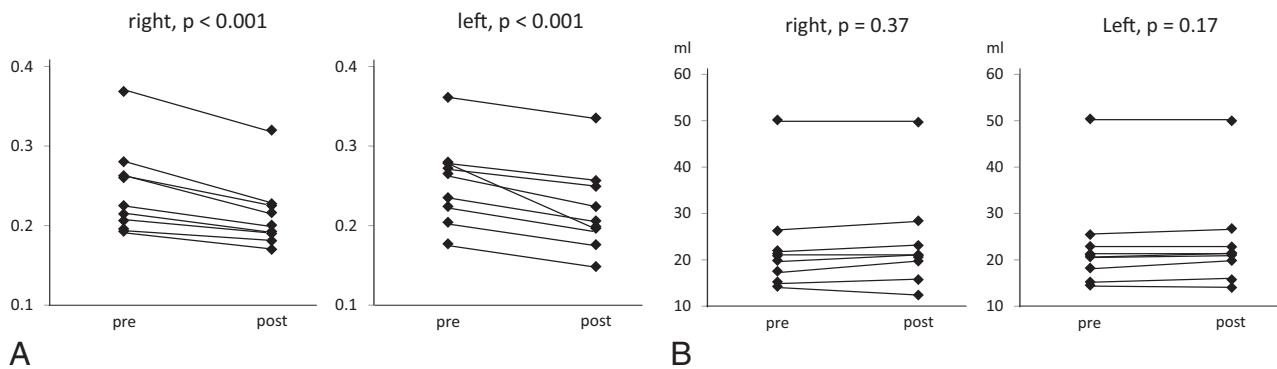 right, p < 0.001
0.4
0.3
0.2
0.1
pre post
left, p < 0.001
0.4
0.3
0.2
0.1
pre post
A
right, p = 0.37
ml
60
50
40
30
20
10
pre post
Left, p = 0.17
ml
60
50
40
30
20
10
pre post
B